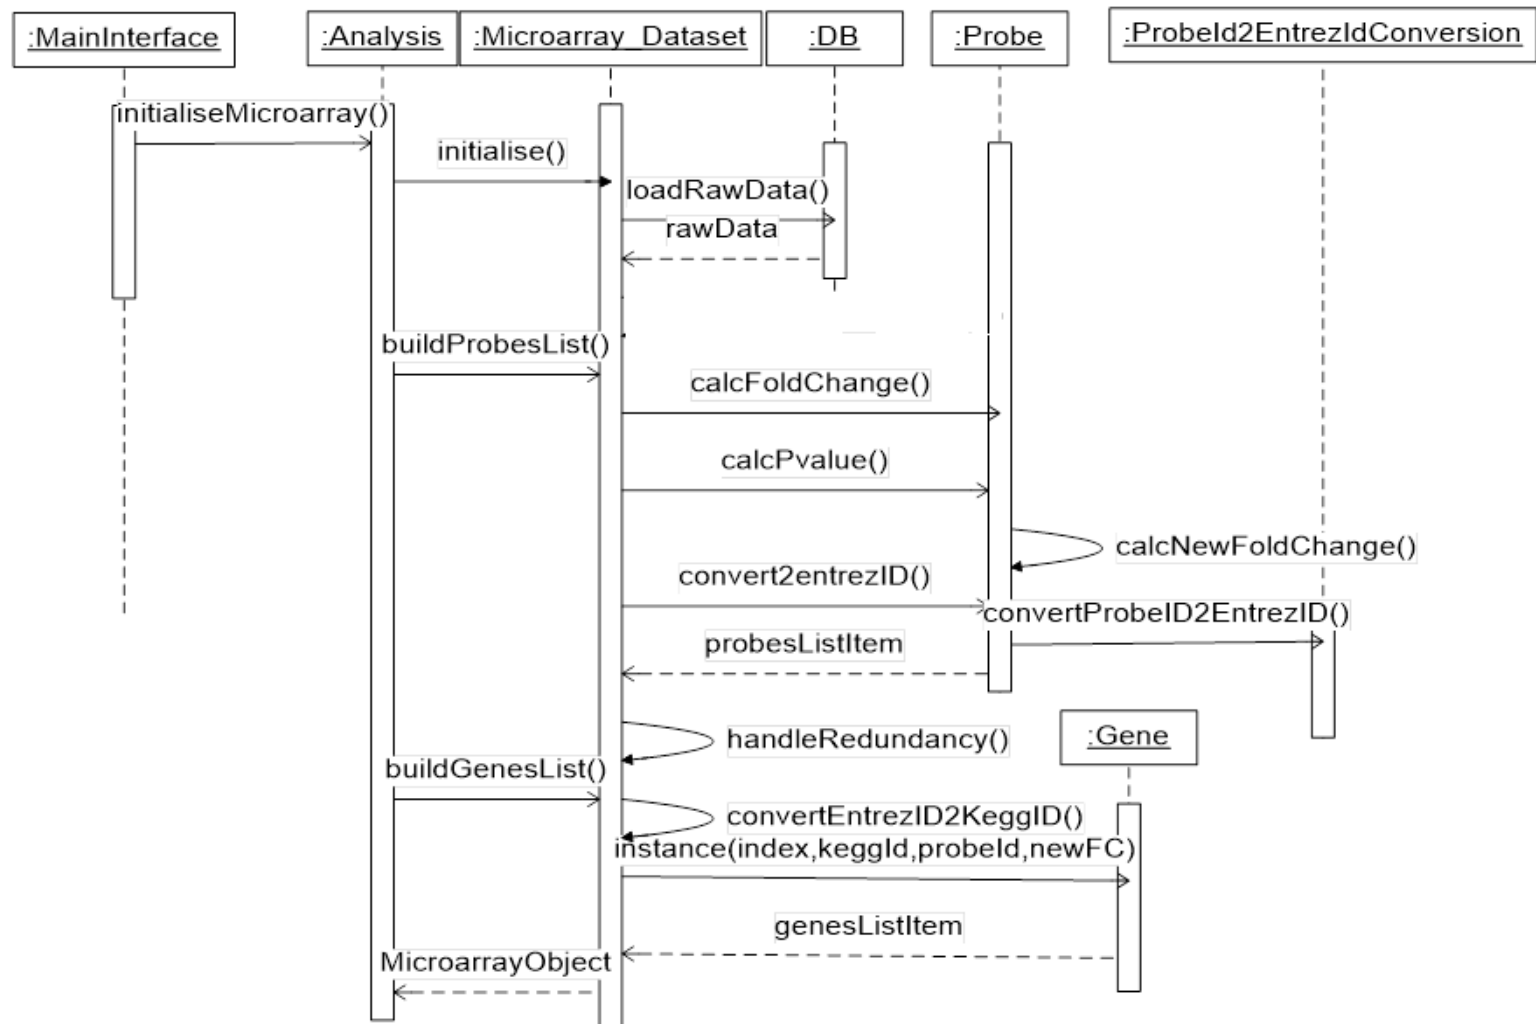 :MainInterface
:Analysis
:Microarray_Dataset
:DB
:Probe
:ProbeId2EntrezIdConversion
initialiseMicroarray()
initialise()
loadRawData()
rawData
buildProbesList()
calcFoldChange()
calcPvalue()
calcNewFoldChange()
convert2entrezID()
convertProbeID2EntrezID()
probesListItem
:Gene
handleRedundancy()
buildGenesList()
convertEntrezID2KeggID()
instance(index,keggId,probeId,newFC)
genesListItem
MicroarrayObject